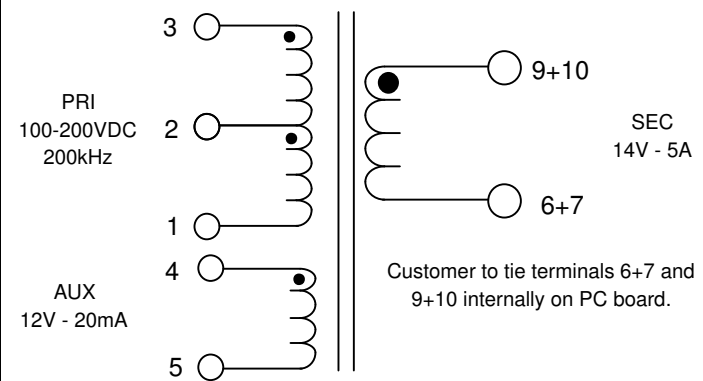 3
PRI
100-200VDC
200kHz
2
1
4
AUX
12V - 20mA
5
9+10
SEC
14V - 5A
6+7
Customer to tie terminals 6+7 and
9+10 internally on PC board.